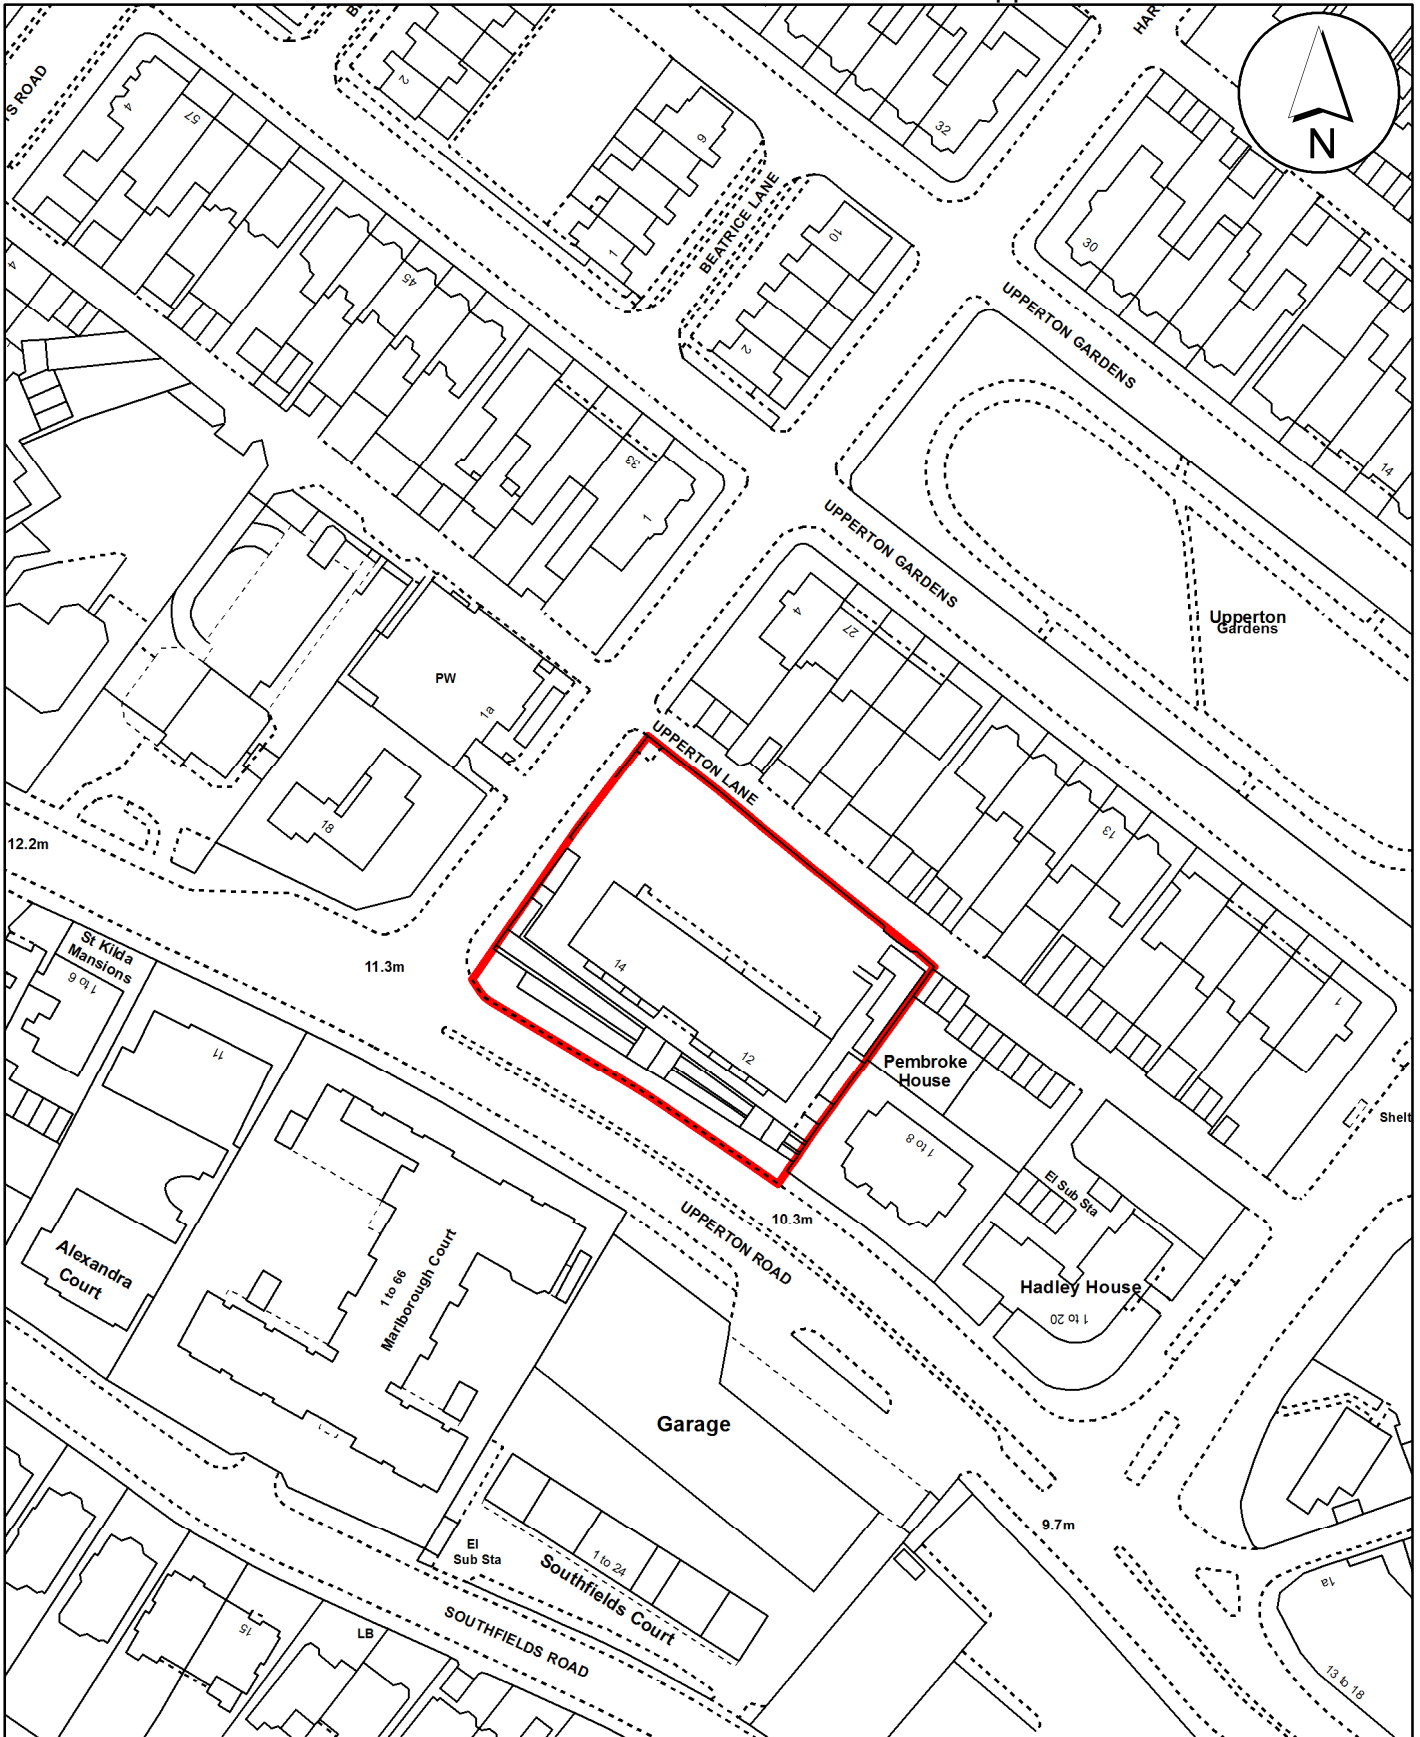 N
S ROAD
HAR
2
4
57
6
32
BEATRICE LANE
1
10
30
4
45
2
UPPERTON GARDENS
33
14
1
UPPERTON GARDENS
4
27
Upperton
Gardens
PW
1a
UPPERTON LANE
18
13
12.2m
St Kilda
Mansions
1 to 6
11.3m
14
1
11
12
Pembroke
House
1 to 8
Shelt
El Sub Sta
UPPERTON ROAD
10.3m
Alexandra
Court
1 to 66
Marlborough Court
Hadley House
1 to 20
Garage
9.7m
El
Sub Sta
1 to 24
Southfields Court
1a
SOUTHFIELDS ROAD
15
LB
13 to 18